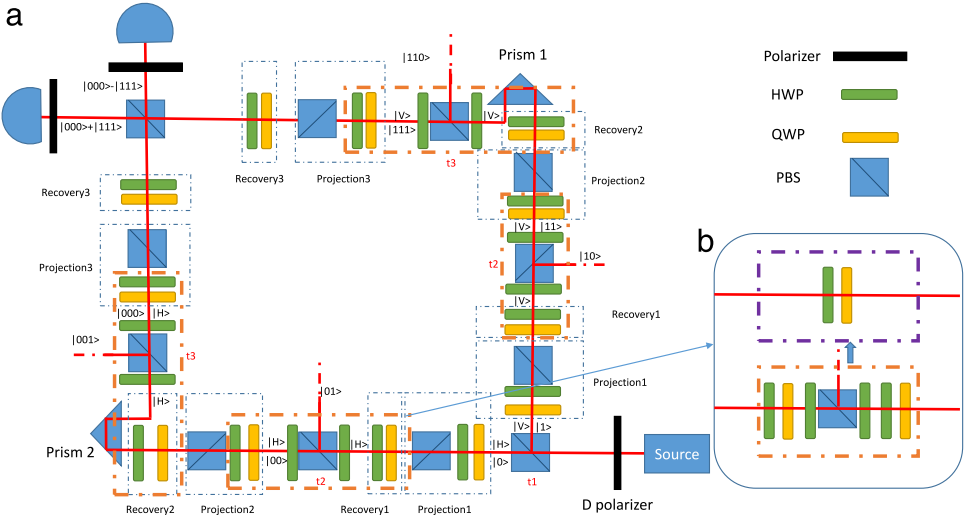 a
|000>-|111>
|000>+|111>
|110>
Prism 1
Polarizer
HWP
QWP
PBS
|V>
|111>
|V>
t3
Recovery2
Recovery3
Projection3
Projection2
Recovery3
|V>
|11>
t2
|10>
b
Projection3
|V>
Recovery1
|000>
|H>
|001>
t3
Projection1
|H>
|01>
|V>
|1>
Prism 2
|H>
|00>
|H>
t2
|H>
|0>
t1
Source
Recovery2
Projection2
Recovery1
Projection1
D polarizer